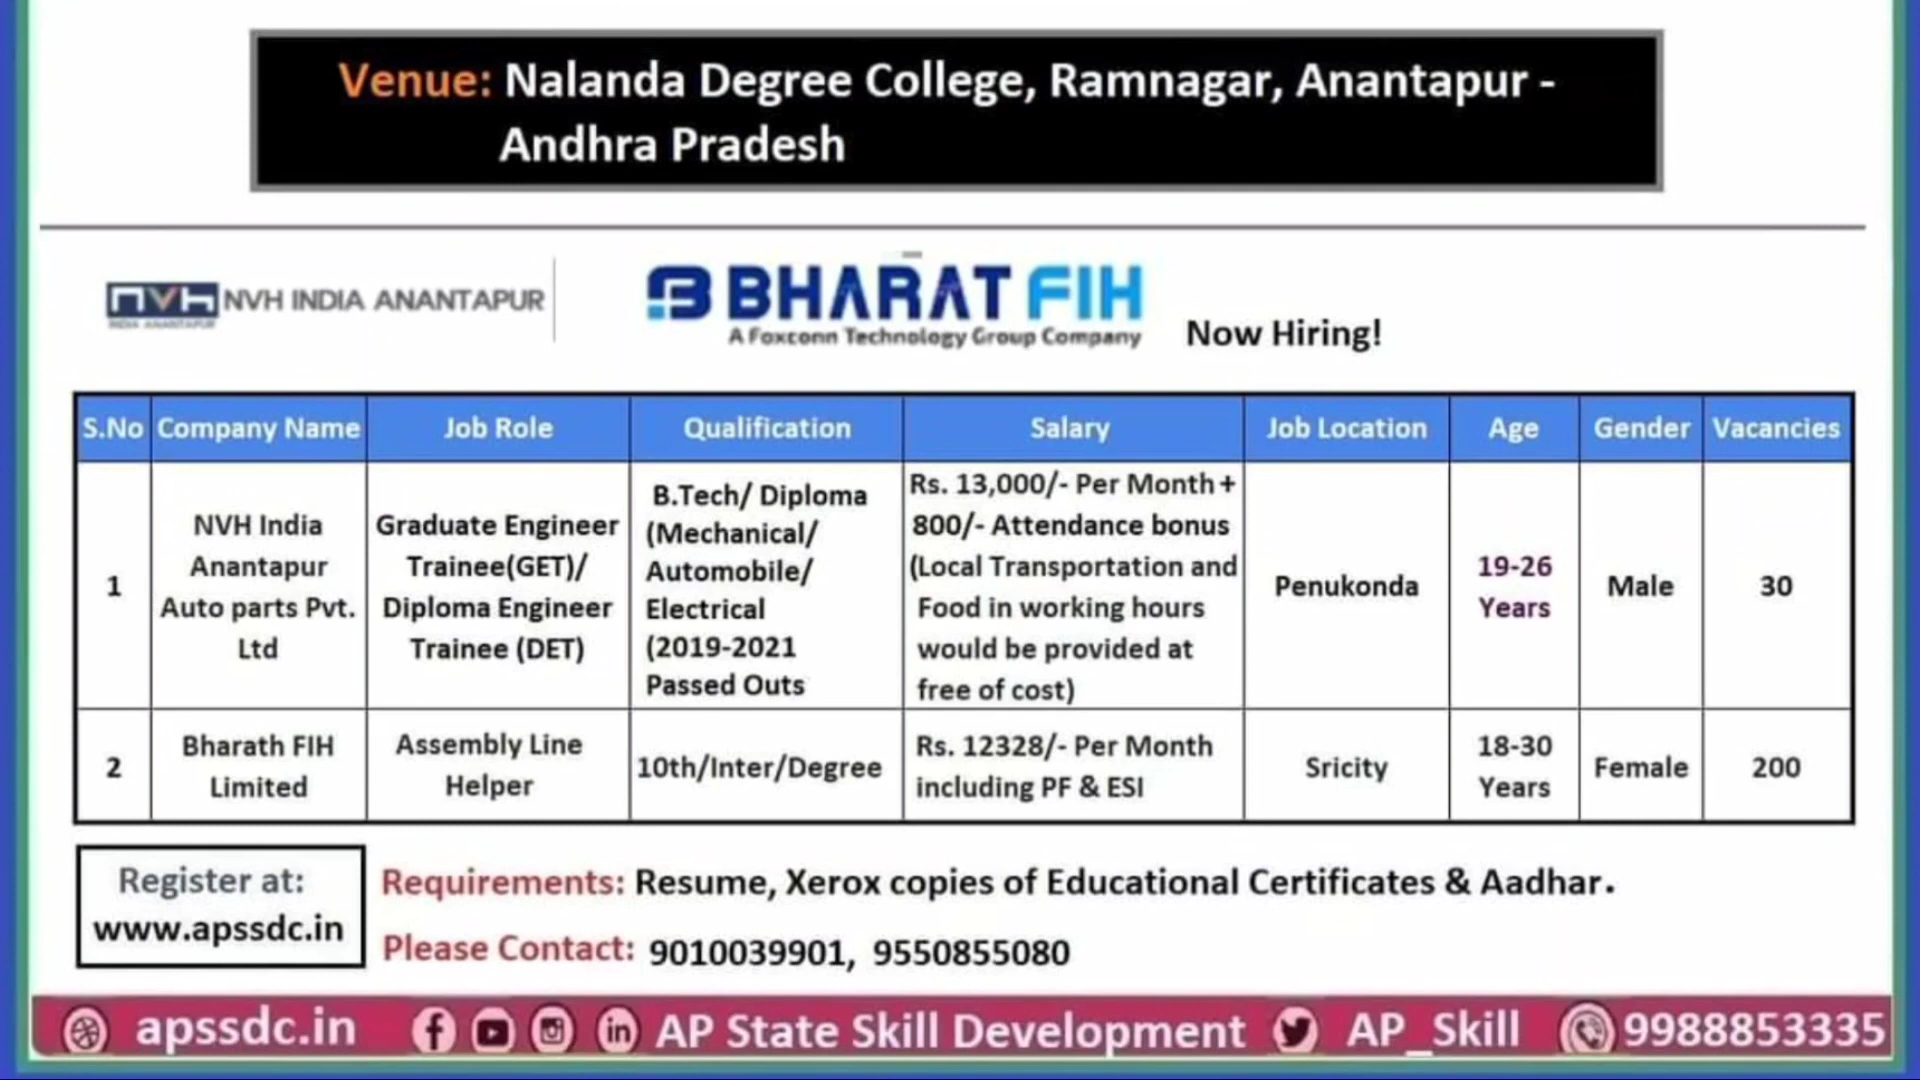 Venue: Nalanda Degree College, Ramnagar, Anantapur -
Andhra Pradesh
nvh NVH INDIA ANANTAPUR
INDIA ANANTAPUR
BHARAT FIH
A Foxconn Technology Group Company
Now Hiring!
S.No Company Name Job Role Qualification Salary Job Location Age Gender Vacancies
1
NVH India
Anantapur
Auto parts Pvt.
Ltd
Graduate Engineer
Trainee(GET)/
Diploma Engineer
Trainee (DET)
B.Tech/ Diploma
(Mechanical/
Automobile/
Electrical
(2019-2021
Passed Outs
Rs. 13,000/- Per Month +
800/- Attendance bonus
(Local Transportation and
Food in working hours
would be provided at
free of cost)
Penukonda
19-26
Years
Male
30
2
Bharath FIH
Limited
Assembly Line
Helper
10th/Inter/Degree
Rs. 12328/- Per Month
including PF & ESI
Sricity
18-30
Years
Female
200
Register at:
www.apssdc.in
Requirements: Resume, Xerox copies of Educational Certificates & Aadhar.
Please Contact: 9010039901, 9550855080
apssdc.in AP State Skill Development AP_Skill 9988853335